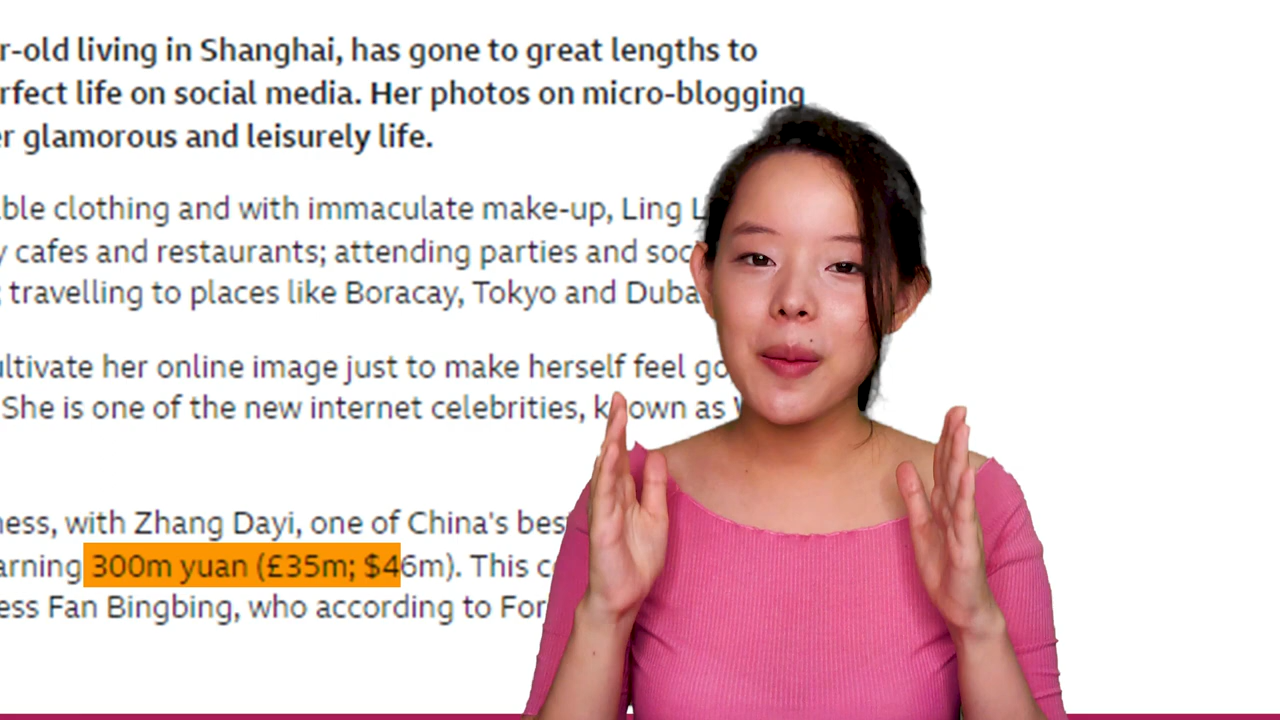 r-old living in Shanghai, has gone to great lengths to
rfect life on social media. Her photos on micro-blogging
er glamorous and leisurely life.
ble clothing and with immaculate make-up, Ling L
y cafes and restaurants; attending parties and soc
; travelling to places like Boracay, Tokyo and Duba
ultivate her online image just to make herself feel go
She is one of the new internet celebrities, known as
ness, with Zhang Dayi, one of China's bes
arning 300m yuan (£35m; $46m). This c
ess Fan Bingbing, who according to For